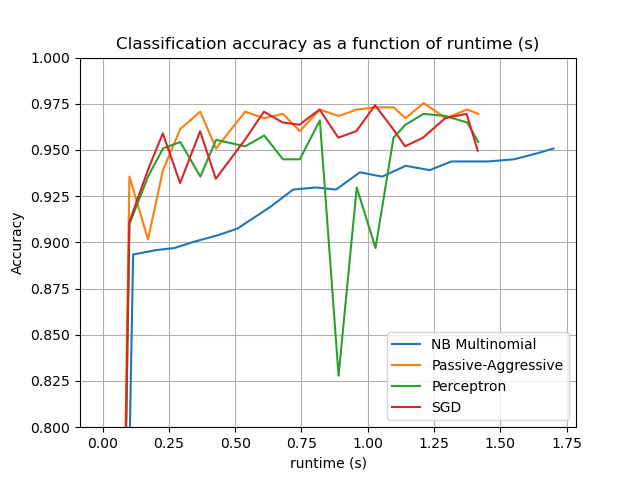 Classification accuracy as a function of runtime (s)
1.000
0.975
0.950
0.925
0.900
0.875
0.850
0.825
0.800
Accuracy
NB Multinomial
Passive-Aggressive
Perceptron
SGD
0.00 0.25 0.50 0.75 1.00 1.25 1.50 1.75
runtime (s)